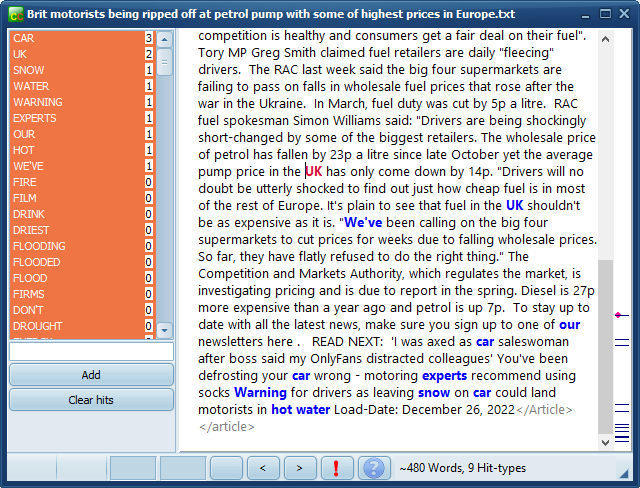 Brit motorists being ripped off at petrol pump with some of highest prices in Europe.txt
CAR 3
UK 2
SNOW 1
WATER 1
WARNING 1
EXPERTS 1
OUR 1
HOT 1
WE'VE 1
FIRE 0
FILM 0
DRINK 0
DRIEST 0
FLOODING 0
FLOODED 0
FLOOD 0
FIRMS 0
DON'T 0
DROUGHT 0
Add
Clear hits
competition is healthy and consumers get a fair deal on their fuel".
Tory MP Greg Smith claimed fuel retailers are daily "fleecing"
drivers. The RAC last week said the big four supermarkets are
failing to pass on falls in wholesale fuel prices that rose after the
war in the Ukraine. In March, fuel duty was cut by 5p a litre. RAC
fuel spokesman Simon Williams said: "Drivers are being shockingly
short-changed by some of the biggest retailers. The wholesale price
of petrol has fallen by 23p a litre since late October yet the average
pump price in the UK has only come down by 14p. "Drivers will no
doubt be utterly shocked to find out just how cheap fuel is in most
of the rest of Europe. It's plain to see that fuel in the UK shouldn't
be as expensive as it is. "We've been calling on the big four
supermarkets to cut prices for weeks due to falling wholesale prices.
So far, they have flatly refused to do the right thing." The
Competition and Markets Authority, which regulates the market, is
investigating pricing and is due to report in the spring. Diesel is 27p
more expensive than a year ago and petrol is up 7p. To stay up to
date with all the latest news, make sure you sign up to one of our
newsletters here . READ NEXT: 'I was axed as car saleswoman
after boss said my OnlyFans distracted colleagues' You've been
defrosting your car wrong - motoring experts recommend using
socks Warning for drivers as leaving snow on car could land
motorists in hot water Load-Date: December 26, 2022</Article>
</article>
< > ! ? ~480 Words, 9 Hit-types